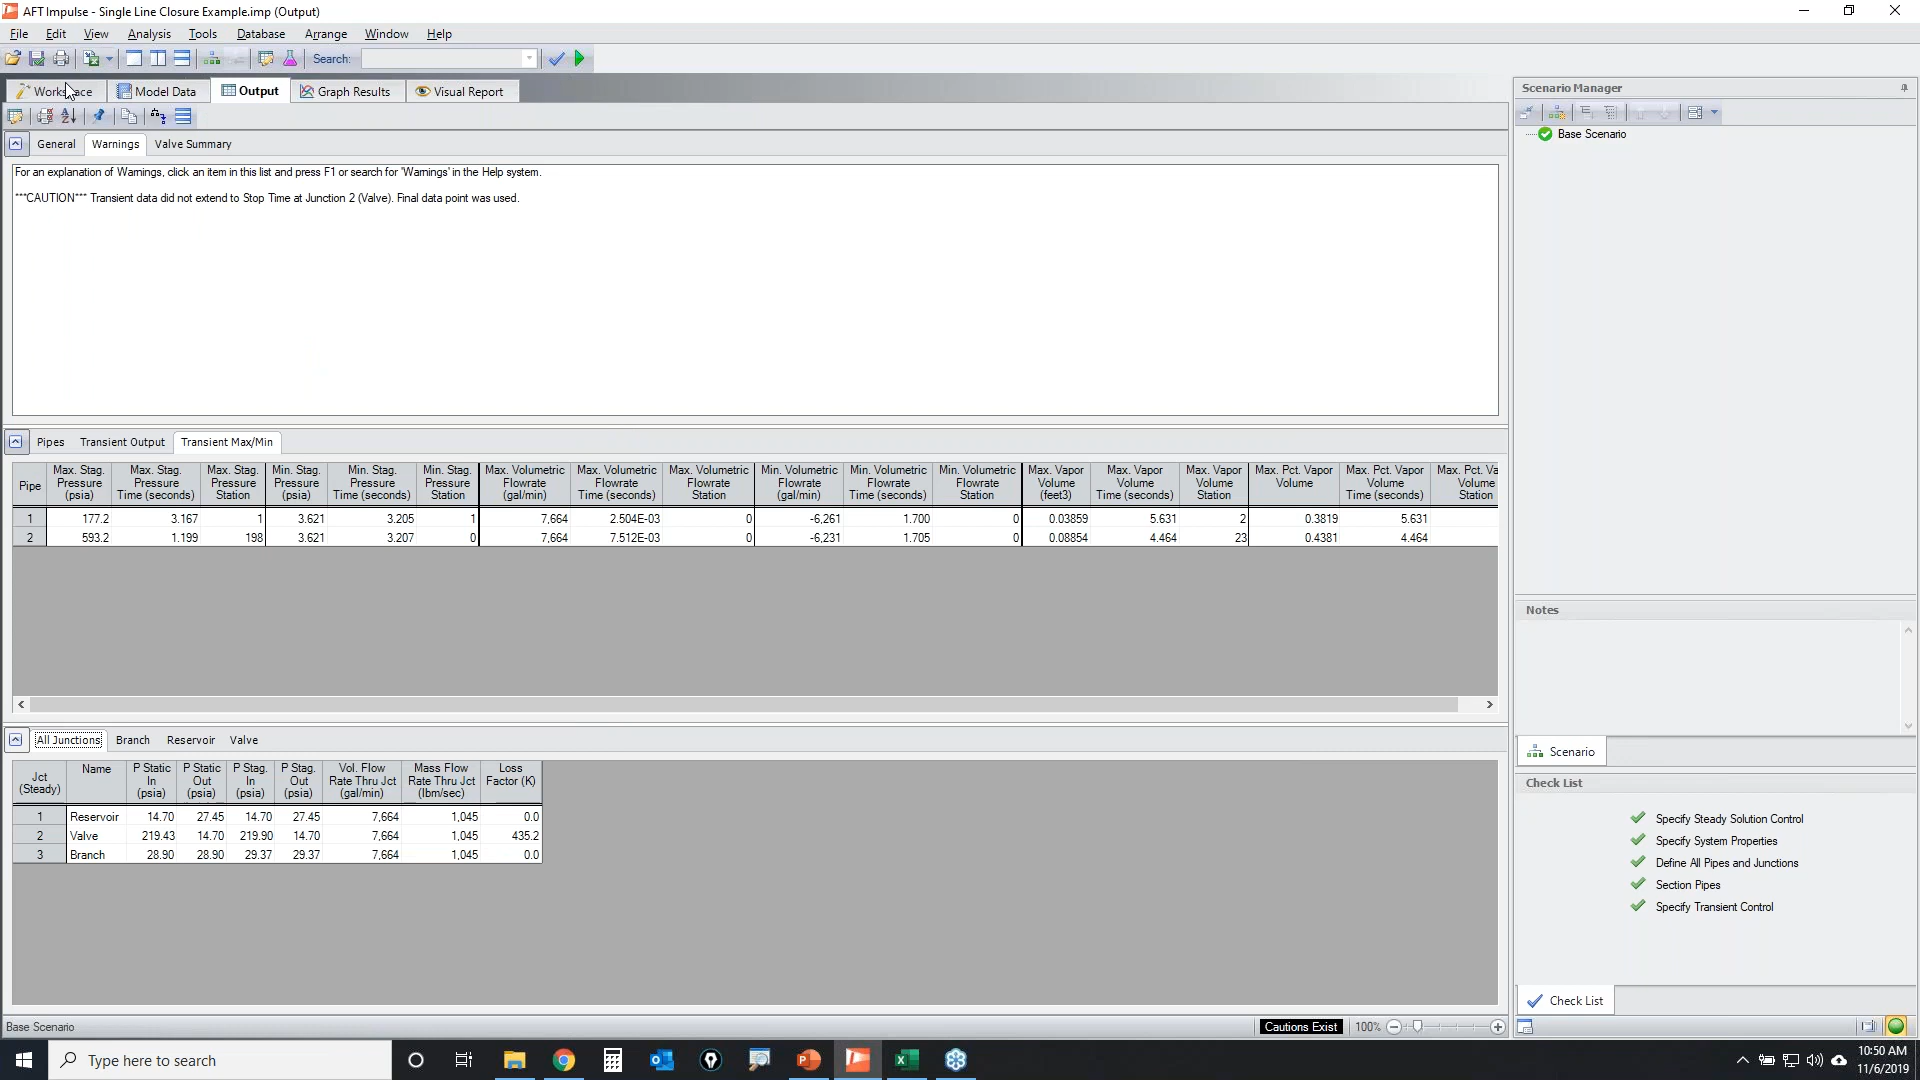 AFT Impulse - Single Line Closure Example.imp (Output)
File Edit View Analysis Tools Database Arrange Window Help
Search:
Workspace Model Data Output Graph Results Visual Report
General Warnings Valve Summary
For an explanation of Warnings, click an item in this list and press F1 or search for 'Warnings' in the Help system.
***CAUTION*** Transient data did not extend to Stop Time at Junction 2 (Valve). Final data point was used.
Pipes Transient Output Transient Max/Min
Pipe Max. Stag. Pressure (psia) Max. Stag. Pressure Time (seconds) Max. Stag. Pressure Station Min. Stag. Pressure (psia) Min. Stag. Pressure Time (seconds) Min. Stag. Pressure Station Max. Volumetric Flowrate (gal/min) Max. Volumetric Flowrate Time (seconds) Max. Volumetric Flowrate Station Min. Volumetric Flowrate (gal/min) Min. Volumetric Flowrate Time (seconds) Min. Volumetric Flowrate Station Max. Vapor Volume (feet3) Max. Vapor Volume Time (seconds) Max. Vapor Volume Station Max. Pct. Vapor Volume Max. Pct. Vapor Volume Time (seconds) Max. Pct. Va Volume Station
1 177.2 3.167 1 3.621 3.205 1 7,664 2.504E-03 0 -6,261 1.700 0 0.03859 5.631 2 0.3819 5.631
2 593.2 1.199 198 3.621 3.207 0 7,664 7.512E-03 0 -6,231 1.705 0 0.08854 4.464 23 0.4381 4.464
All Junctions Branch Reservoir Valve
Jct (Steady) Name P Static In (psia) P Static Out (psia) P Stag. In (psia) P Stag. Out (psia) Vol. Flow Rate Thru Jct (gal/min) Mass Flow Rate Thru Jct (lbm/sec) Loss Factor (K)
1 Reservoir 14.70 27.45 14.70 27.45 7,664 1,045 0.0
2 Valve 219.43 14.70 219.90 14.70 7,664 1,045 435.2
3 Branch 28.90 28.90 29.37 29.37 7,664 1,045 0.0
Scenario Manager
Base Scenario
Notes
Scenario
Check List
Specify Steady Solution Control
Specify System Properties
Define All Pipes and Junctions
Section Pipes
Specify Transient Control
Check List
Base Scenario
Cautions Exist 100%
Type here to search
10:50 AM
11/6/2019